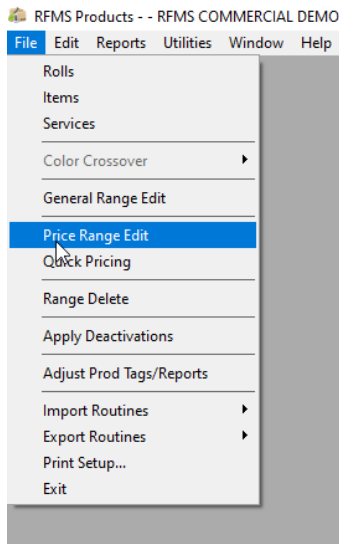 RFMS Products - - RFMS COMMERCIAL DEMO
File Edit Reports Utilities Window Help
Rolls
Items
Services
Color Crossover
General Range Edit
Price Range Edit
Quick Pricing
Range Delete
Apply Deactivations
Adjust Prod Tags/Reports
Import Routines
Export Routines
Print Setup...
Exit